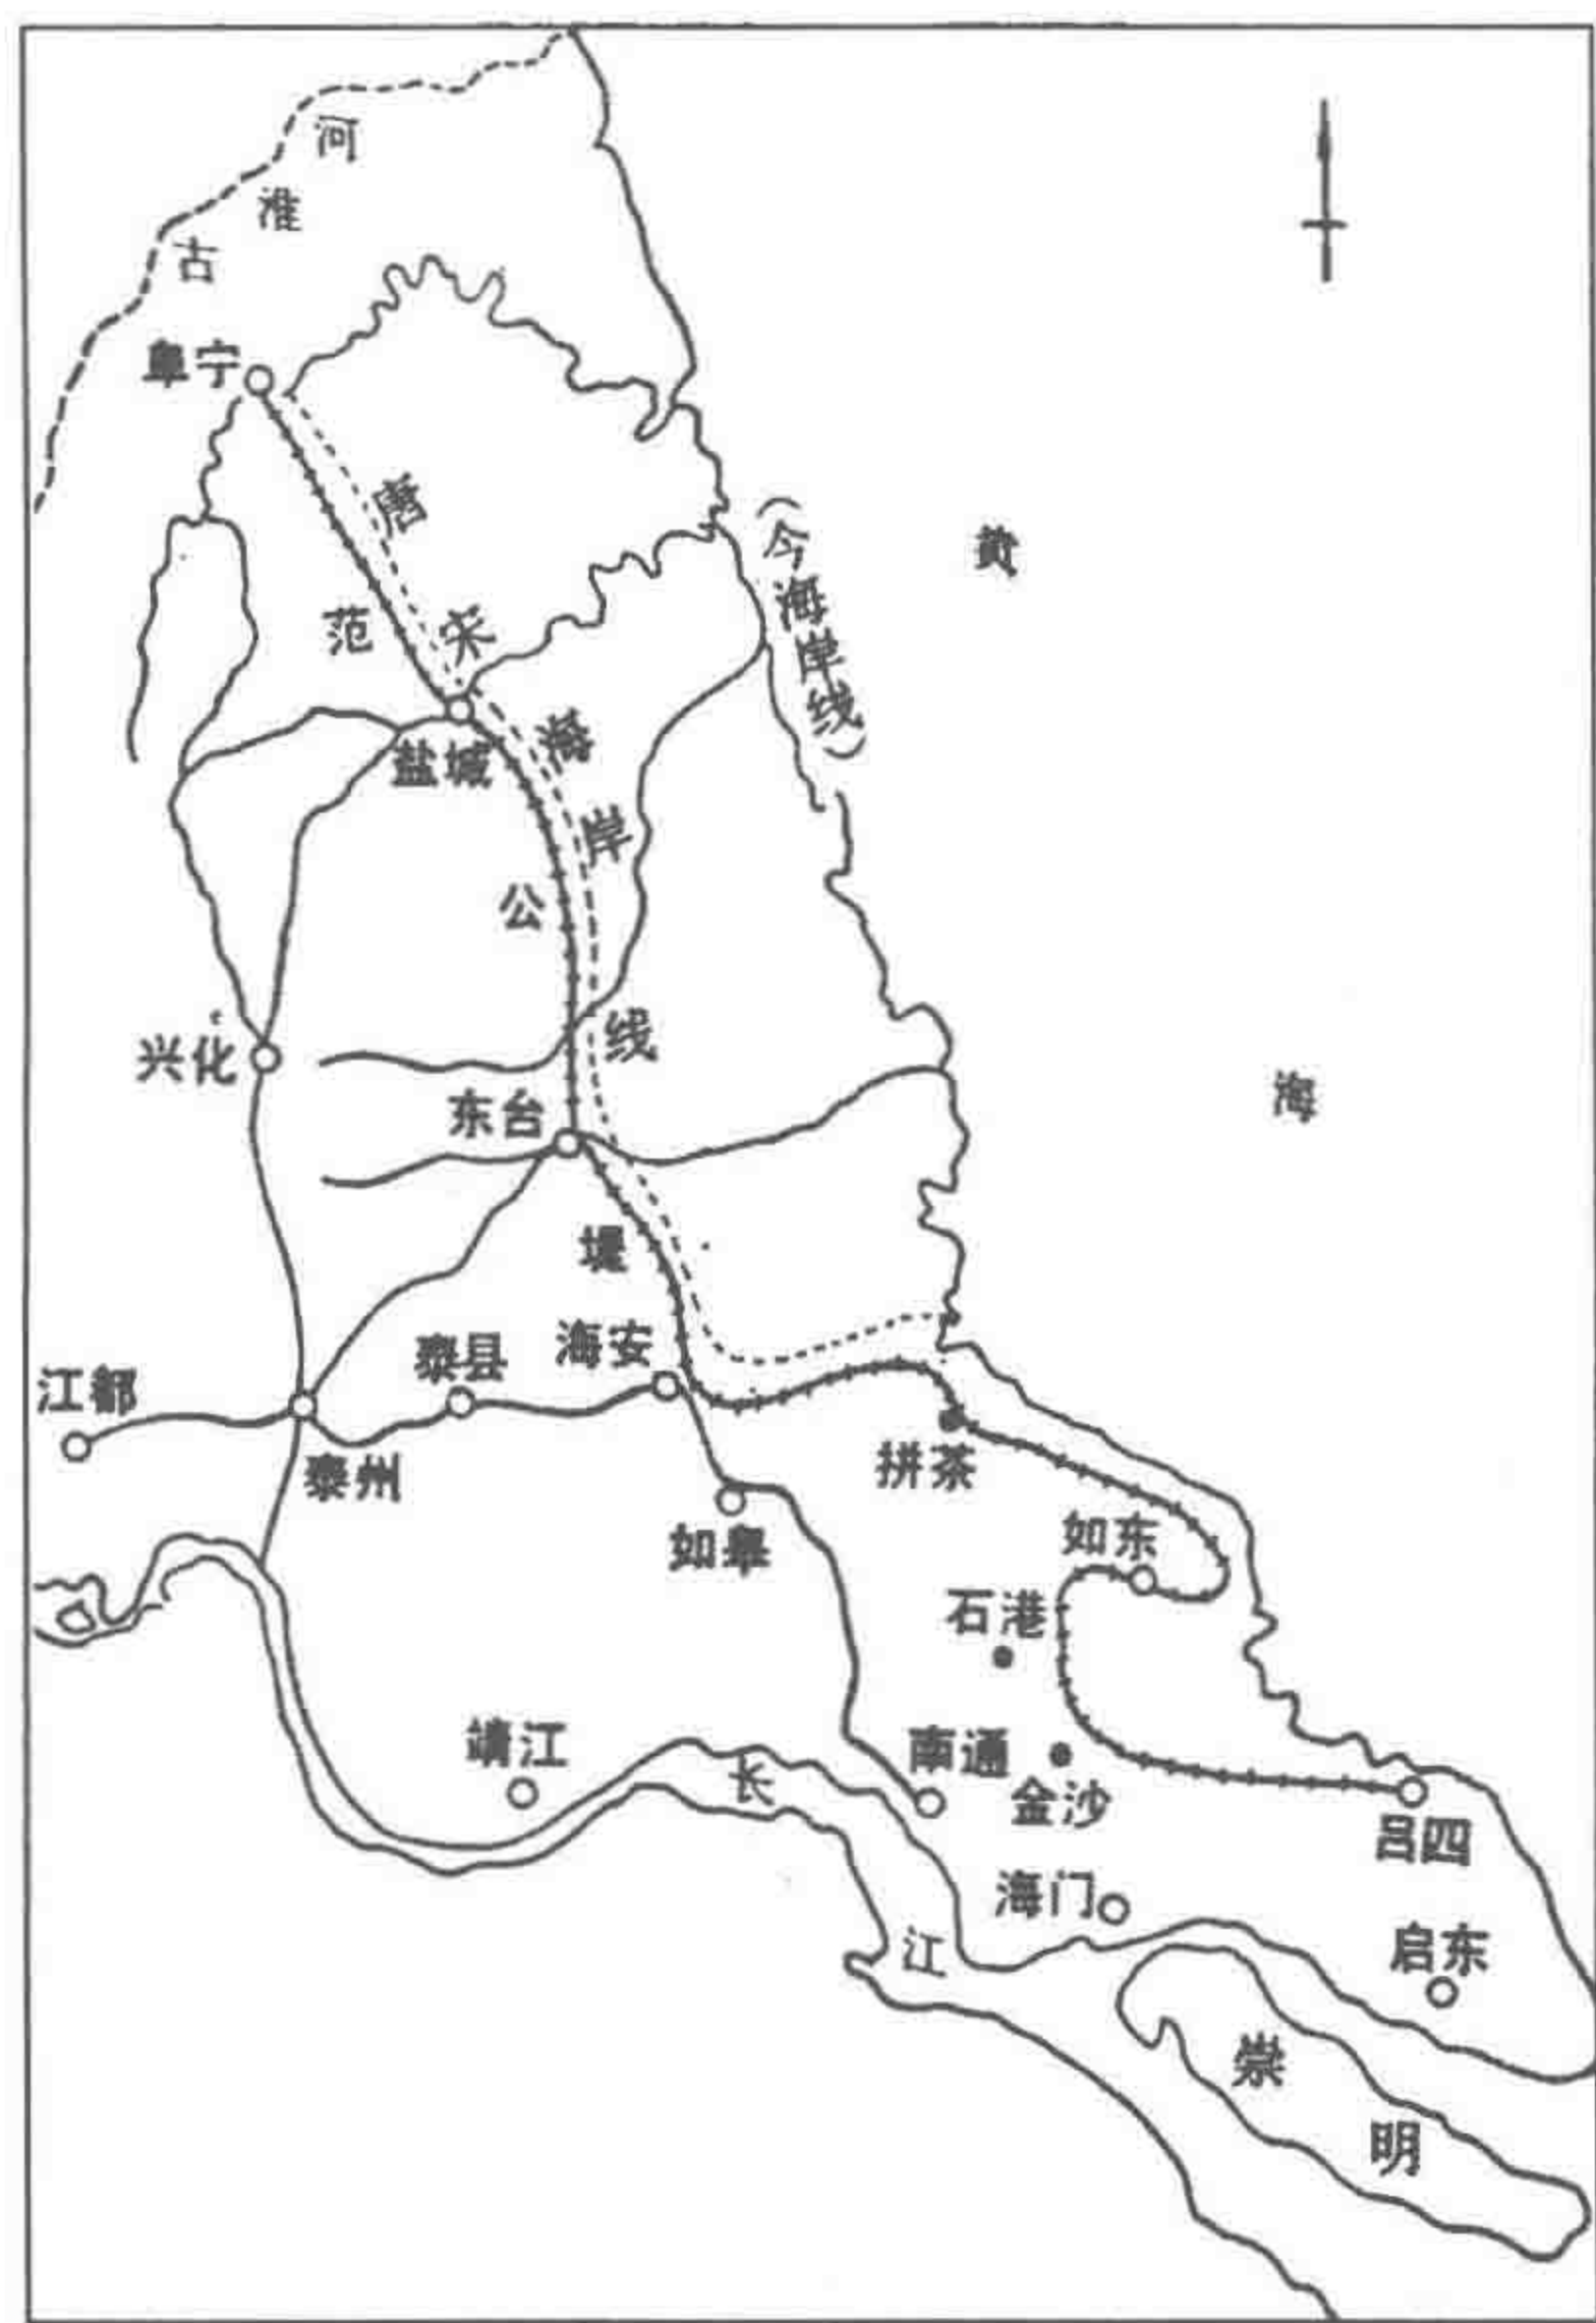 古淮河
阜宁
唐宋海岸线
范公堤
(今海岸线)
黄海
盐城
兴化
东台
江都
泰州
泰县
海安
拼茶
如皋
如东
石港
靖江
长江
南通
金沙
吕四
海门
启东
崇明